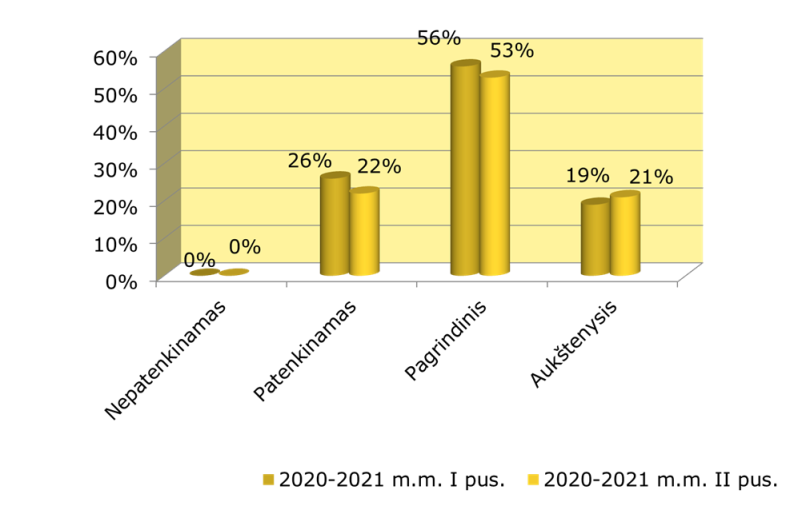 60%
50%
40%
30%
20%
10%
0%
0%
0%
26%
22%
56%
53%
19%
21%
Nepatenkinamas
Patenkinamas
Pagrindinis
Aukštenysis
2020-2021 m.m. I pus.
2020-2021 m.m. II pus.